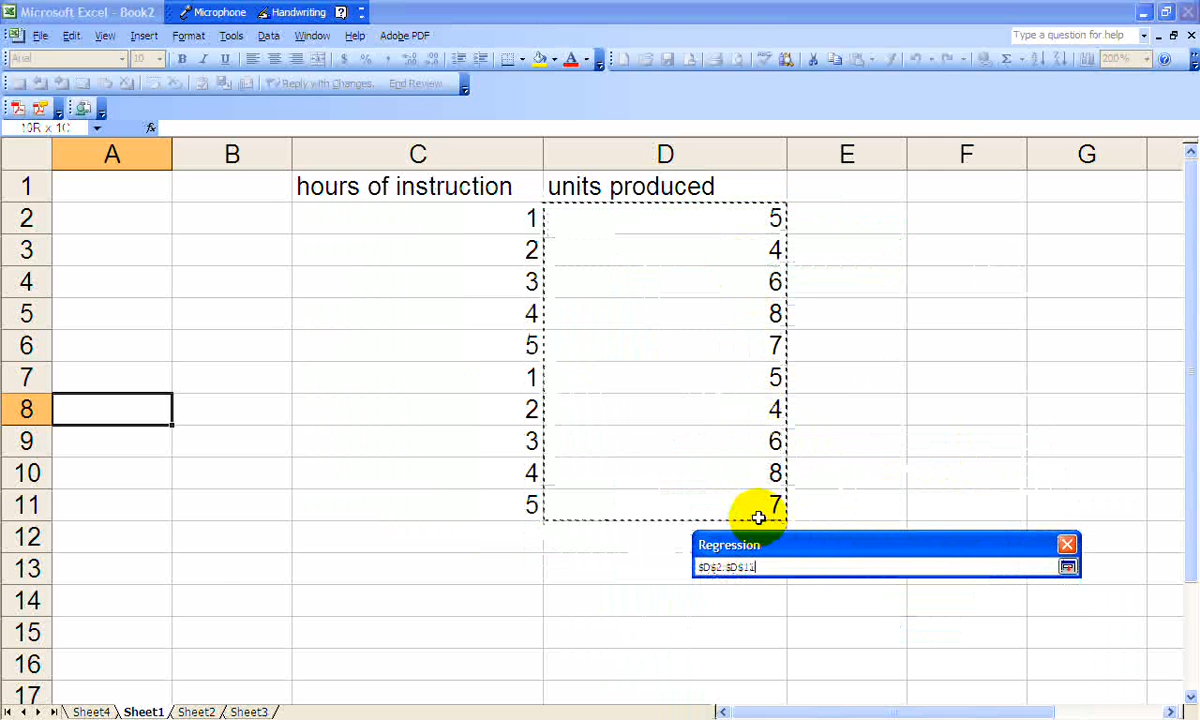 Microsoft Excel - Book2 Microphone Handwriting
File Edit View Insert Format Tools Data Window Help Adobe PDF Type a question for help
Arial 10 B I U $ % , A Σ 200%
Reply with Changes... End Review...
10R x 1C fx
A B C D E F G
1 hours of instruction units produced
2 1 5
3 2 4
4 3 6
5 4 8
6 5 7
7 1 5
8 2 4
9 3 6
10 4 8
11 5 7
12
Regression
13 $D$2:$D$11
14
15
16
17
Sheet4 Sheet1 Sheet2 Sheet3